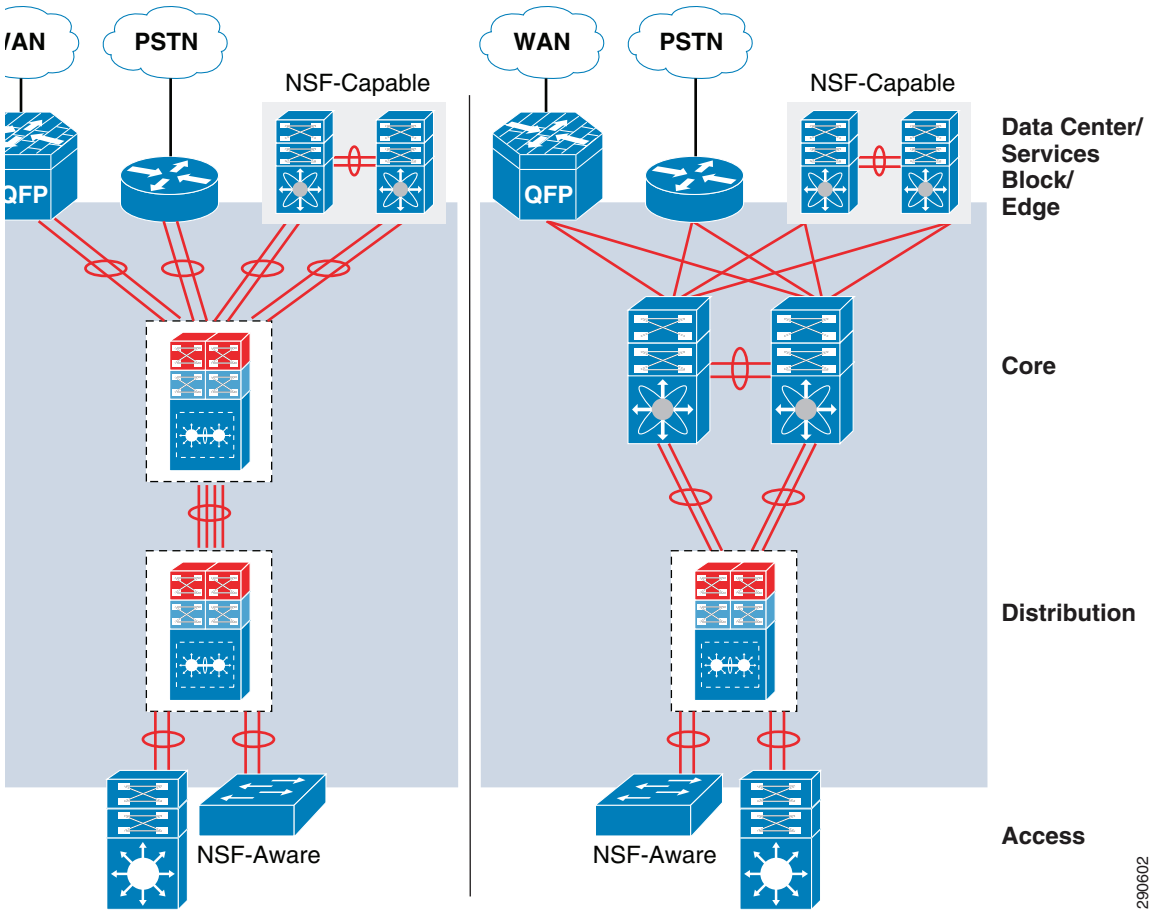 WAN
PSTN
NSF-Capable
QFP
WAN
PSTN
NSF-Capable
QFP
Data Center/
Services
Block/
Edge
Core
Distribution
NSF-Aware
NSF-Aware
Access
290602